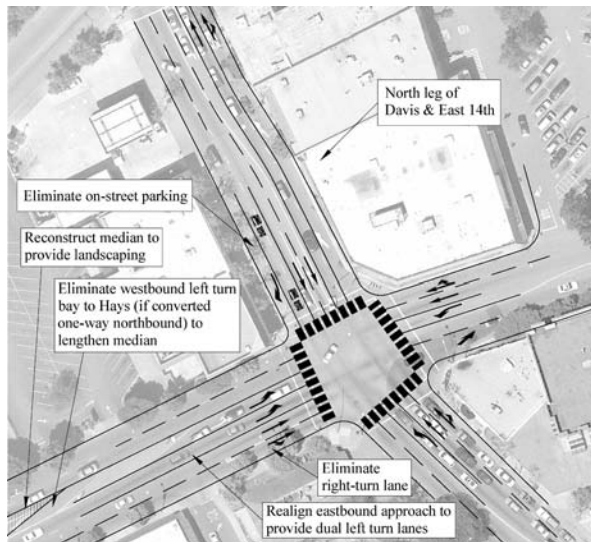 North leg of
Davis & East 14th
Eliminate on-street parking
Reconstruct median to
provide landscaping
Eliminate westbound left turn
bay to Hays (if converted
one-way northbound) to
lengthen median
Eliminate
right-turn lane
Realign eastbound approach to
provide dual left turn lanes